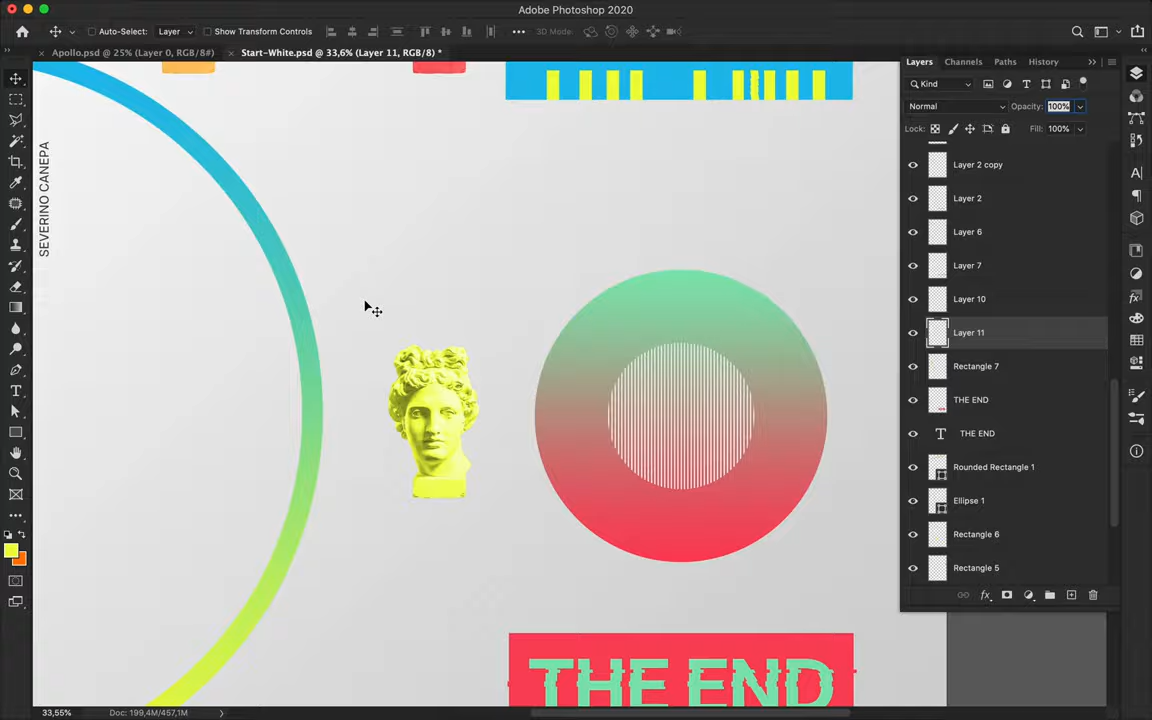 Adobe Photoshop 2020
Auto-Select: Layer Show Transform Controls 3D Mode:
Apollo.psd @ 25% (Layer 0, RGB/8#) Start-White.psd @ 33,6% (Layer 11, RGB/8) *
Layers Channels Paths History
Kind
Normal Opacity: 100%
Lock: Fill: 100%
Layer 2 copy
Layer 2
Layer 6
Layer 7
Layer 10
Layer 11
Rectangle 7
THE END
THE END
Rounded Rectangle 1
Ellipse 1
Rectangle 6
Rectangle 5
SEVERINO CANEPA
THE END
33,55% Doc: 199,4M/457,1M